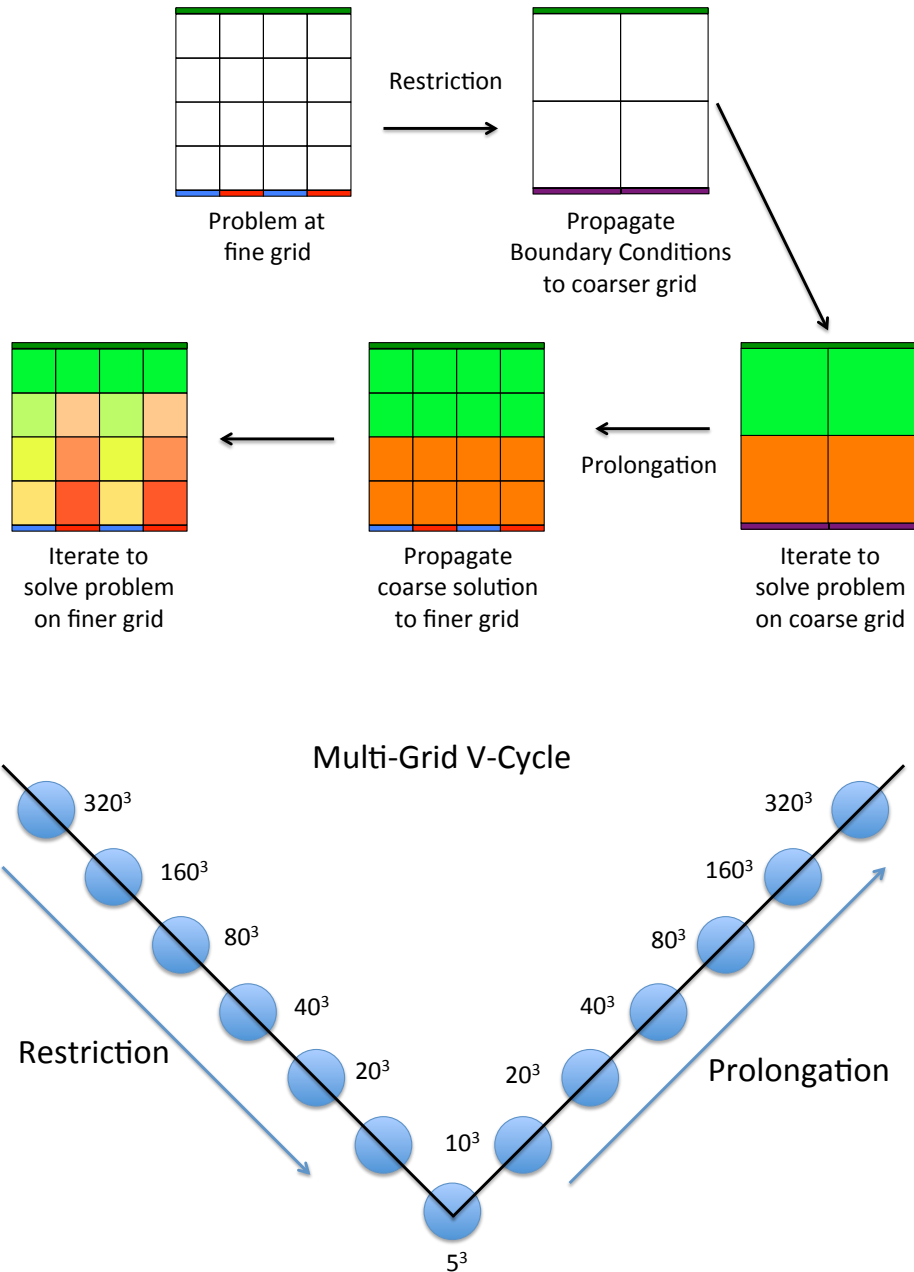 Restriction
Problem at
fine grid
Propagate
Boundary Conditions
to coarser grid
Prolongation
Iterate to
solve problem
on finer grid
Propagate
coarse solution
to finer grid
Iterate to
solve problem
on coarse grid
Multi-Grid V-Cycle
320³
320³
160³
160³
80³
80³
40³
40³
Restriction
20³
20³
Prolongation
10³
5³